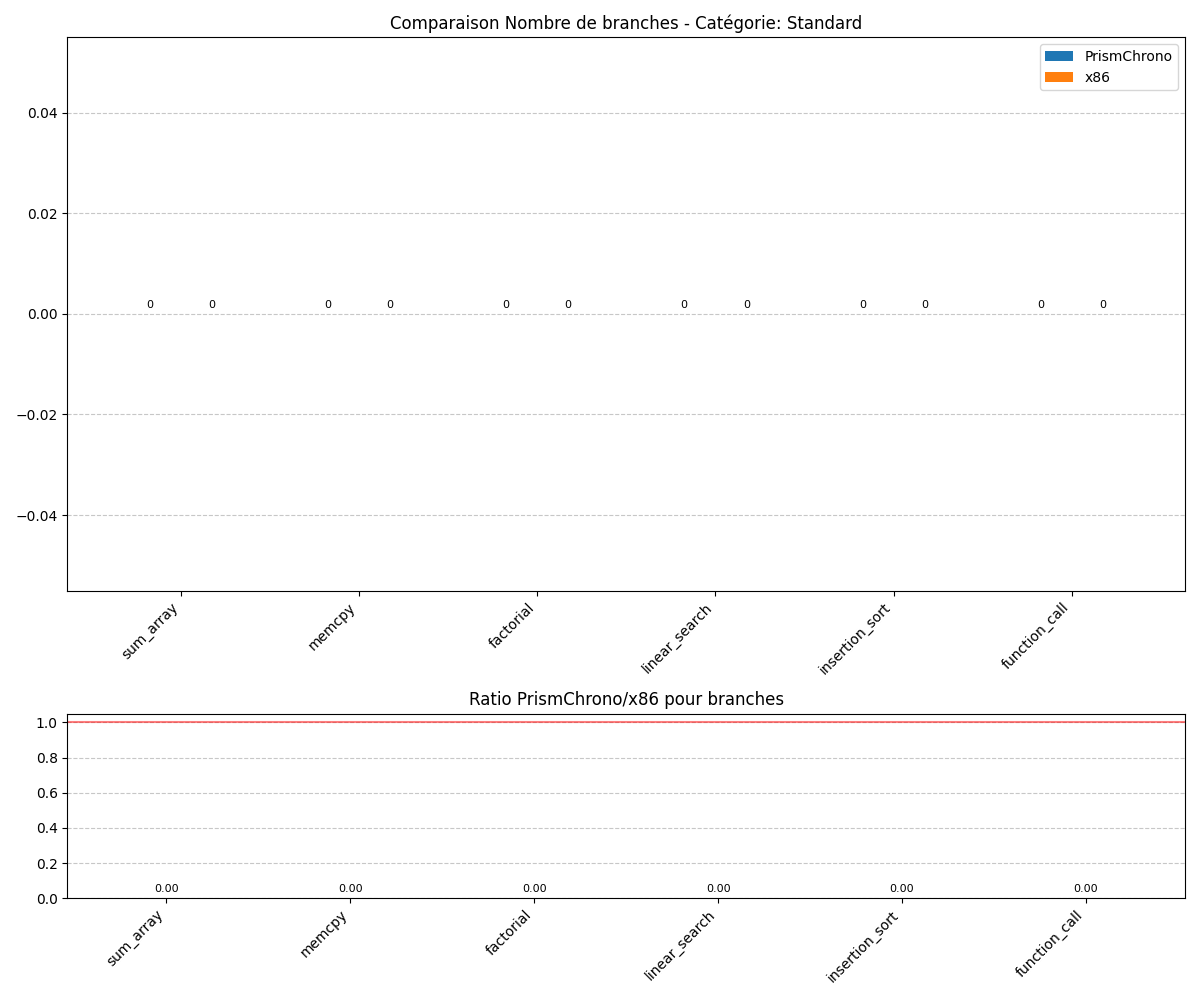 Comparaison Nombre de branches - Catégorie: Standard
PrismChrono
x86
0.04
0.02
0.00
−0.02
−0.04
0 0 0 0 0 0 0 0 0 0 0 0
sum_array memcpy factorial linear_search insertion_sort function_call
Ratio PrismChrono/x86 pour branches
1.0
0.8
0.6
0.4
0.2
0.0
0.00 0.00 0.00 0.00 0.00 0.00
sum_array memcpy factorial linear_search insertion_sort function_call